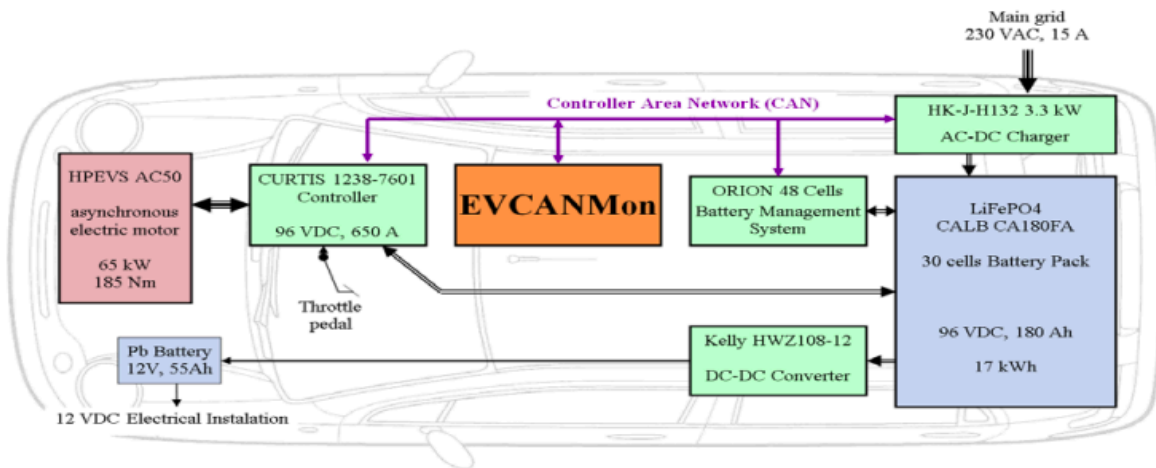 Main grid
230 VAC, 15 A
Controller Area Network (CAN)
HK-J-H132 3.3 kW
AC-DC Charger
HPEVS AC50
asynchronous
electric motor
65 kW
185 Nm
CURTIS 1238-7601
Controller
96 VDC, 650 A
EVCANMon
ORION 48 Cells
Battery Management
System
LiFePO4
CALB CA180FA
30 cells Battery Pack
96 VDC, 180 Ah
17 kWh
Throttle
pedal
Kelly HWZ108-12
DC-DC Converter
Pb Battery
12V, 55Ah
12 VDC Electrical Instalation